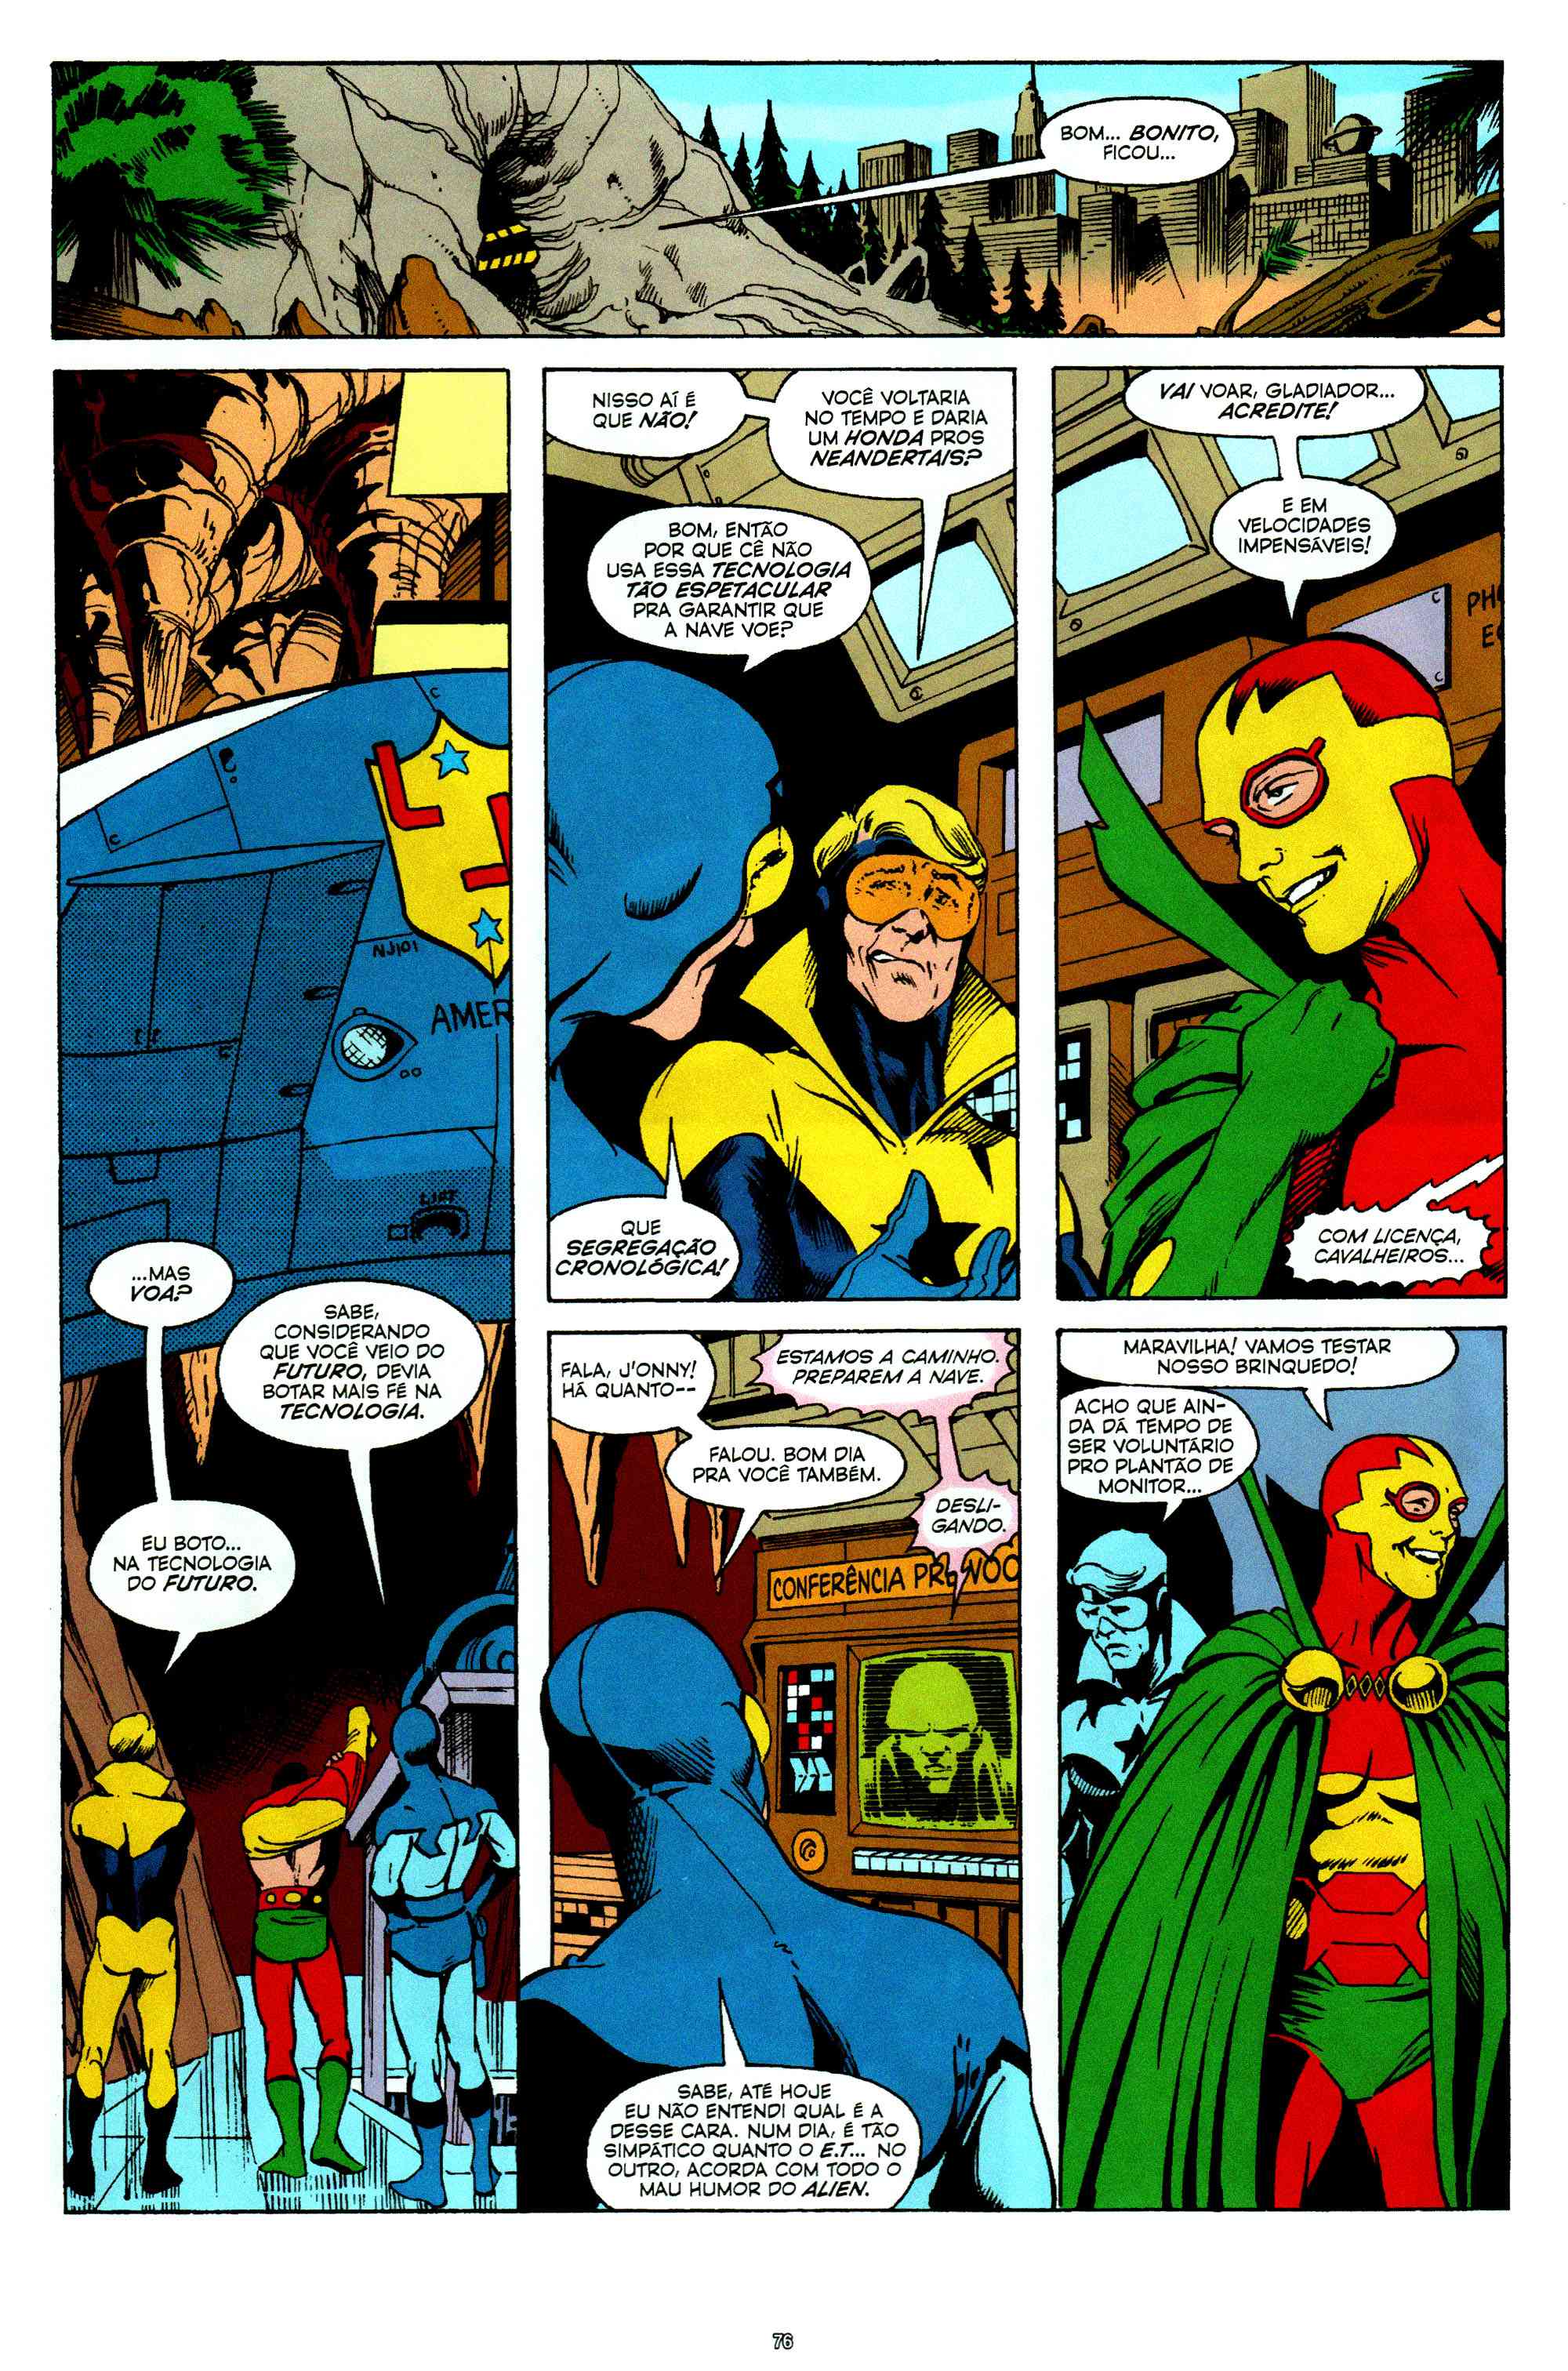 BOM... BONITO,
FICOU...
AMER
NJ101
LIFT
...MAS
VOA?
SABE,
CONSIDERANDO
QUE VOCÊ VEIO DO
FUTURO, DEVIA
BOTAR MAIS FÉ NA
TECNOLOGIA.
EU BOTO...
NA TECNOLOGIA
DO FUTURO.
NISSO AÍ É
QUE NÃO!
VOCÊ VOLTARIA
NO TEMPO E DARIA
UM HONDA PROS
NEANDERTAIS?
BOM, ENTÃO
POR QUE CÊ NÃO
USA ESSA TECNOLOGIA
TÃO ESPETACULAR
PRA GARANTIR QUE
A NAVE VOE?
QUE
SEGREGAÇÃO
CRONOLÓGICA!
VAI VOAR, GLADIADOR...
ACREDITE!
E EM
VELOCIDADES
IMPENSÁVEIS!
COM LICENÇA,
CAVALHEIROS...
FALA, J'ONNY!
HÁ QUANTO--
ESTAMOS A CAMINHO.
PREPAREM A NAVE.
FALOU. BOM DIA
PRA VOCÊ TAMBÉM.
DESLI-
GANDO.
CONFERÊNCIA
SABE, ATÉ HOJE
EU NÃO ENTENDI QUAL É A
DESSE CARA. NUM DIA, É TÃO
SIMPÁTICO QUANTO O E.T... NO
OUTRO, ACORDA COM TODO O
MAU HUMOR DO ALIEN.
MARAVILHA! VAMOS TESTAR
NOSSO BRINQUEDO!
ACHO QUE AIN-
DA DÁ TEMPO DE
SER VOLUNTÁRIO
PRO PLANTÃO DE
MONITOR...
76